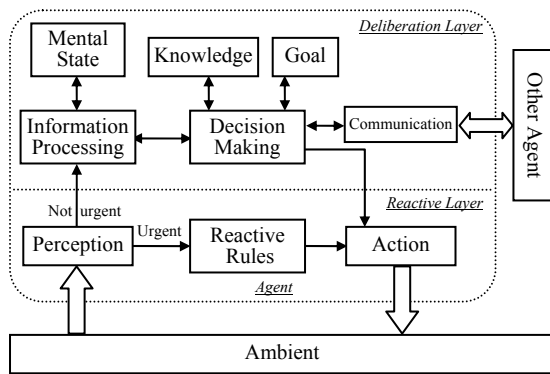 Deliberation Layer
Mental
State
Knowledge
Goal
Information
Processing
Decision
Making
Communication
Other Agent
Not urgent
Reactive Layer
Perception
Urgent
Reactive
Rules
Action
Agent
Ambient